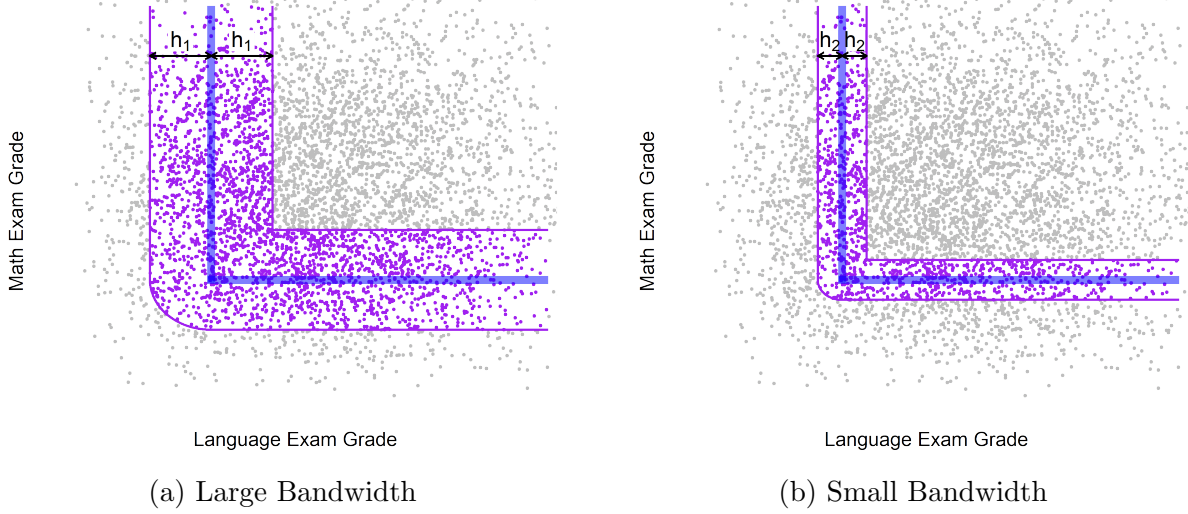 h₁ h₁
Math Exam Grade
Language Exam Grade
(a) Large Bandwidth
h₂ h₂
Math Exam Grade
Language Exam Grade
(b) Small Bandwidth